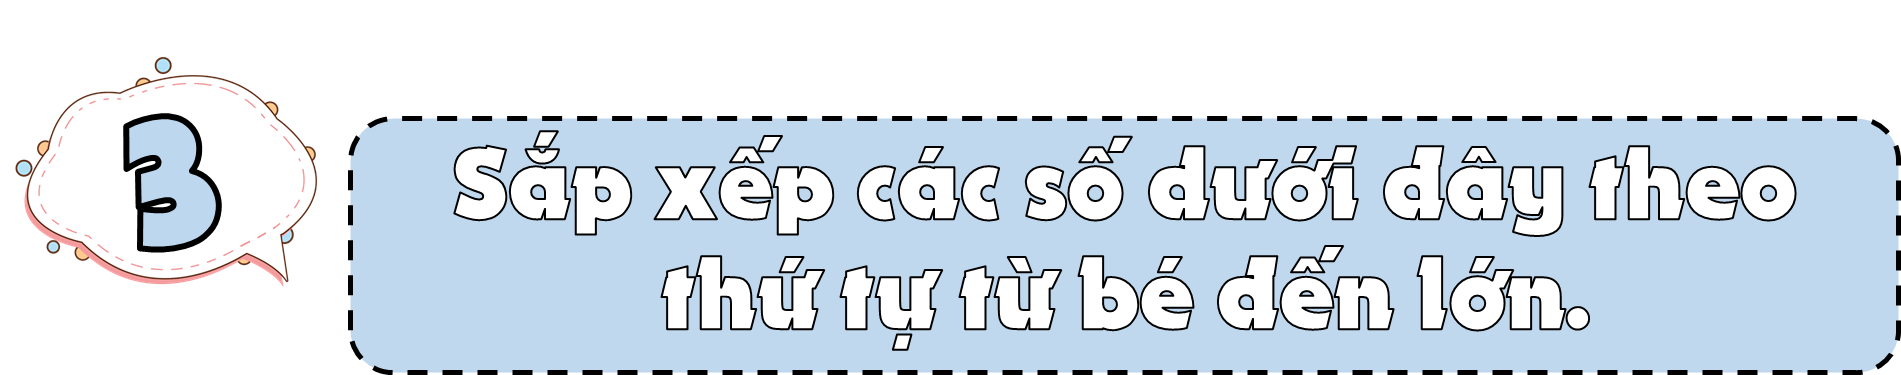 3
Sắp xếp các số dưới đây theo
thứ tự từ bé đến lớn.